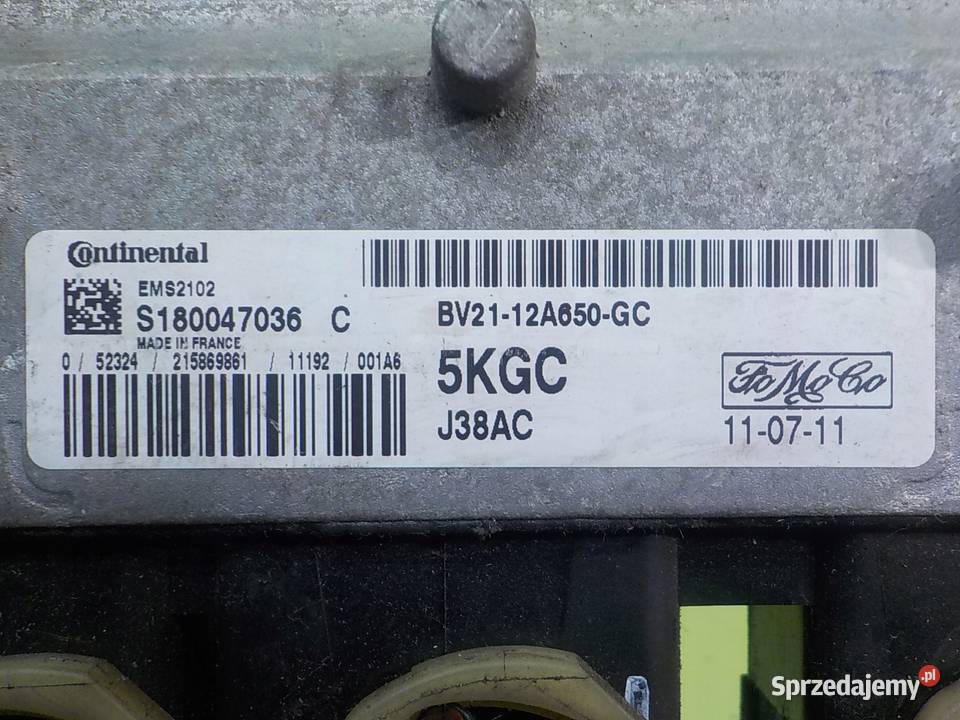 Continental
EMS2102
S180047036 C
MADE IN FRANCE
0 / 52324 / 215869861 / 11192 / 001A6
BV21-12A650-GC
5KGC
J38AC
FoMoCo
11-07-11
Sprzedajemy.pl